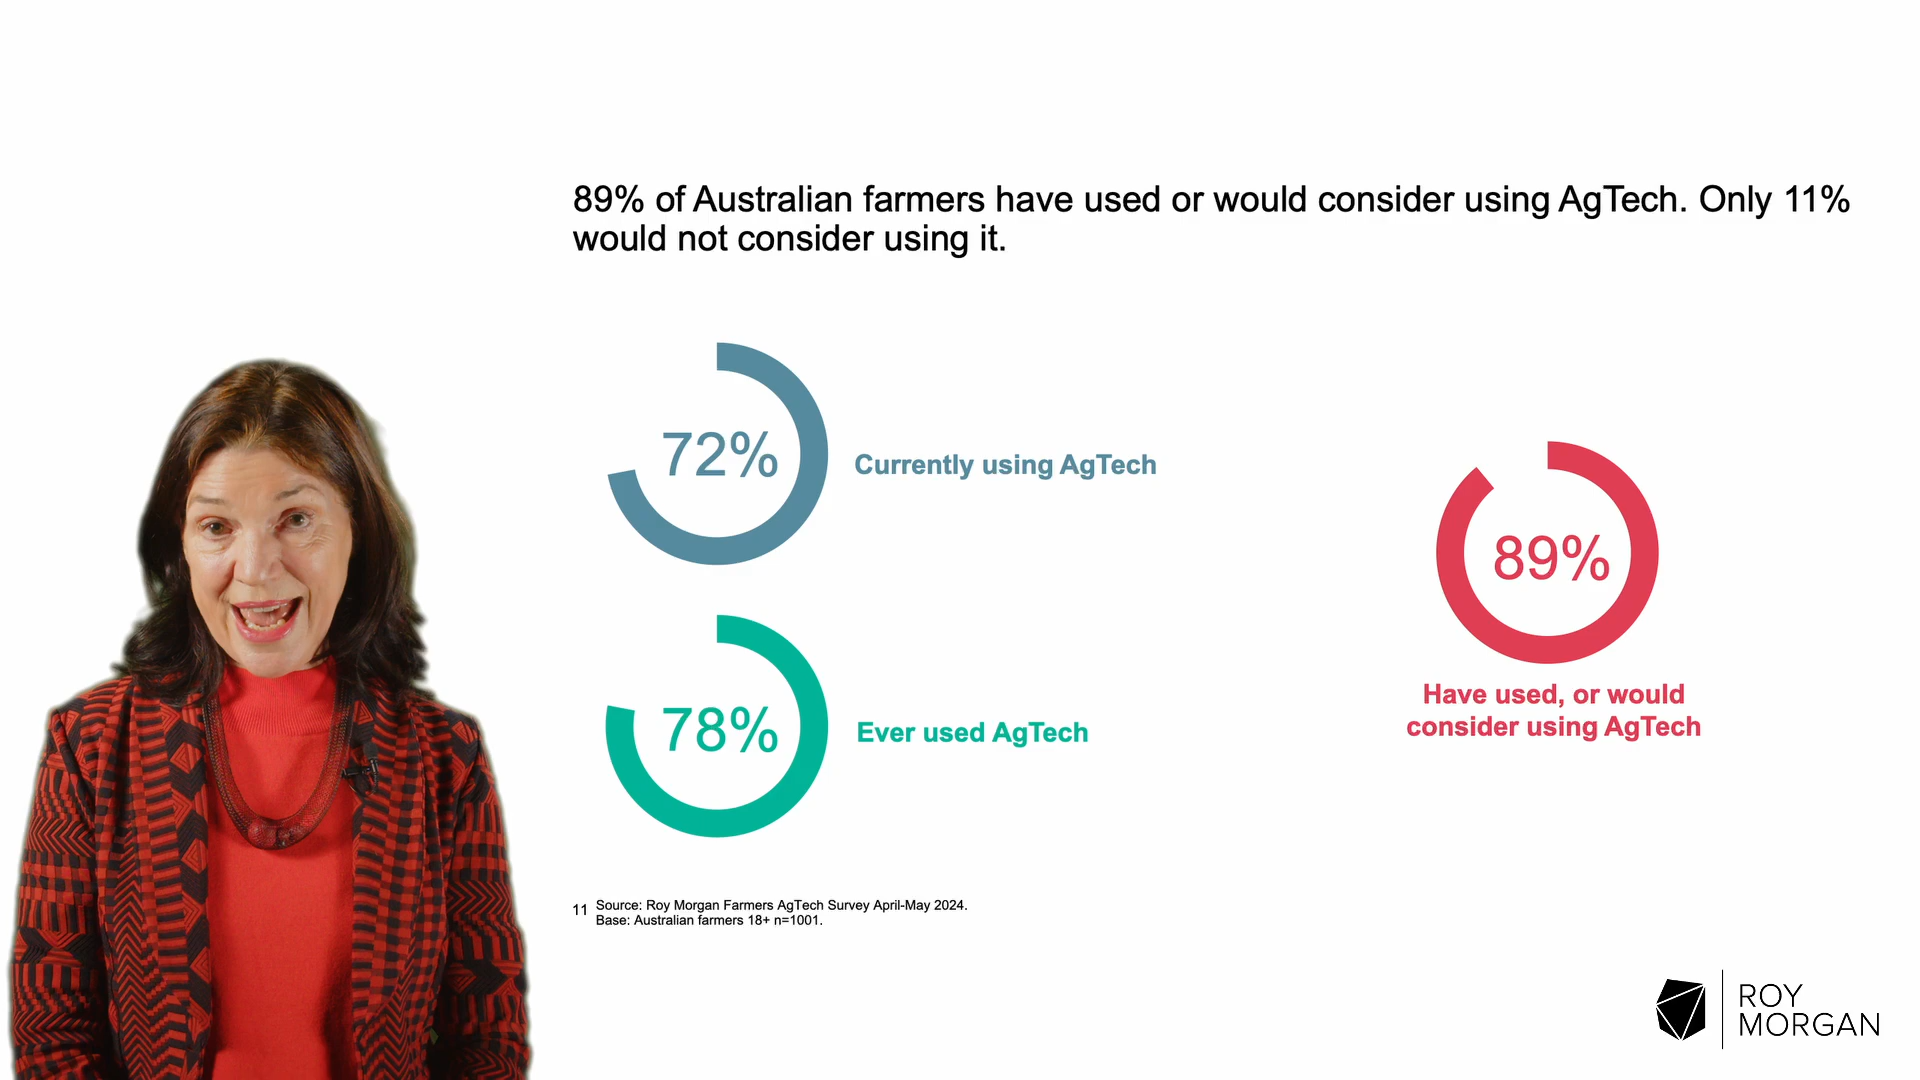 89% of Australian farmers have used or would consider using AgTech. Only 11%
would not consider using it.
72%
Currently using AgTech
78%
Ever used AgTech
89%
Have used, or would
consider using AgTech
11
Source: Roy Morgan Farmers AgTech Survey April-May 2024.
Base: Australian farmers 18+ n=1001.
ROY
MORGAN